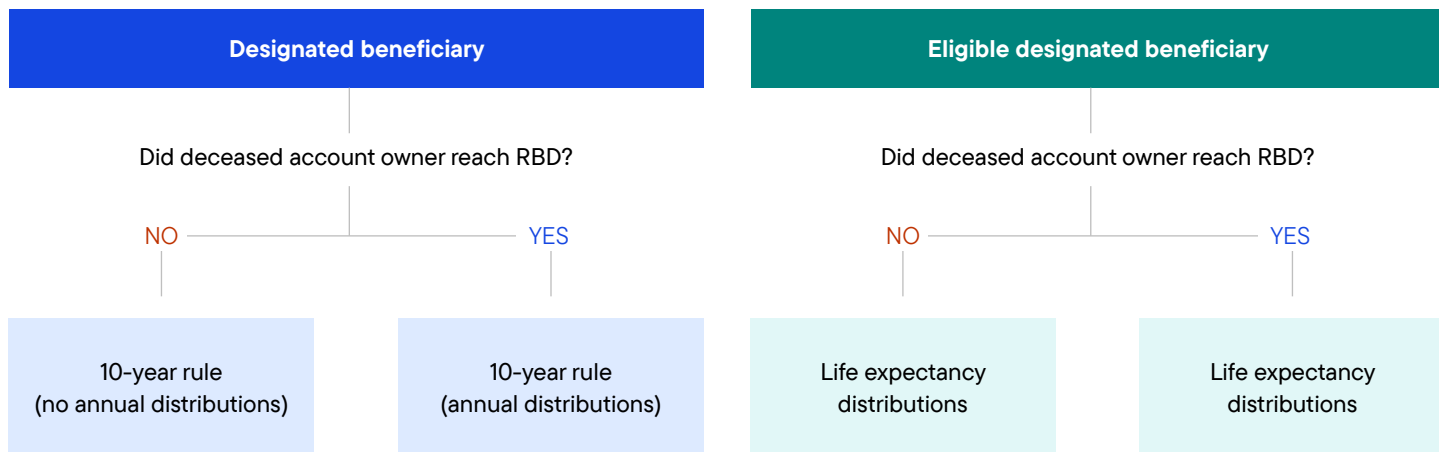 Designated beneficiary
Did deceased account owner reach RBD?
NO
YES
10-year rule
(no annual distributions)
10-year rule
(annual distributions)
Eligible designated beneficiary
Did deceased account owner reach RBD?
NO
YES
Life expectancy
distributions
Life expectancy
distributions